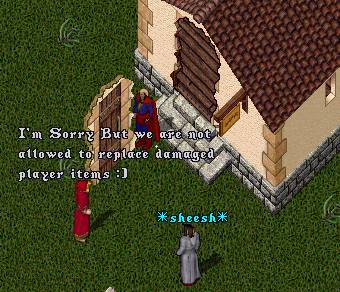 I'm Sorry But we are not
allowed to replace damaged
player items :)
*sheesh*